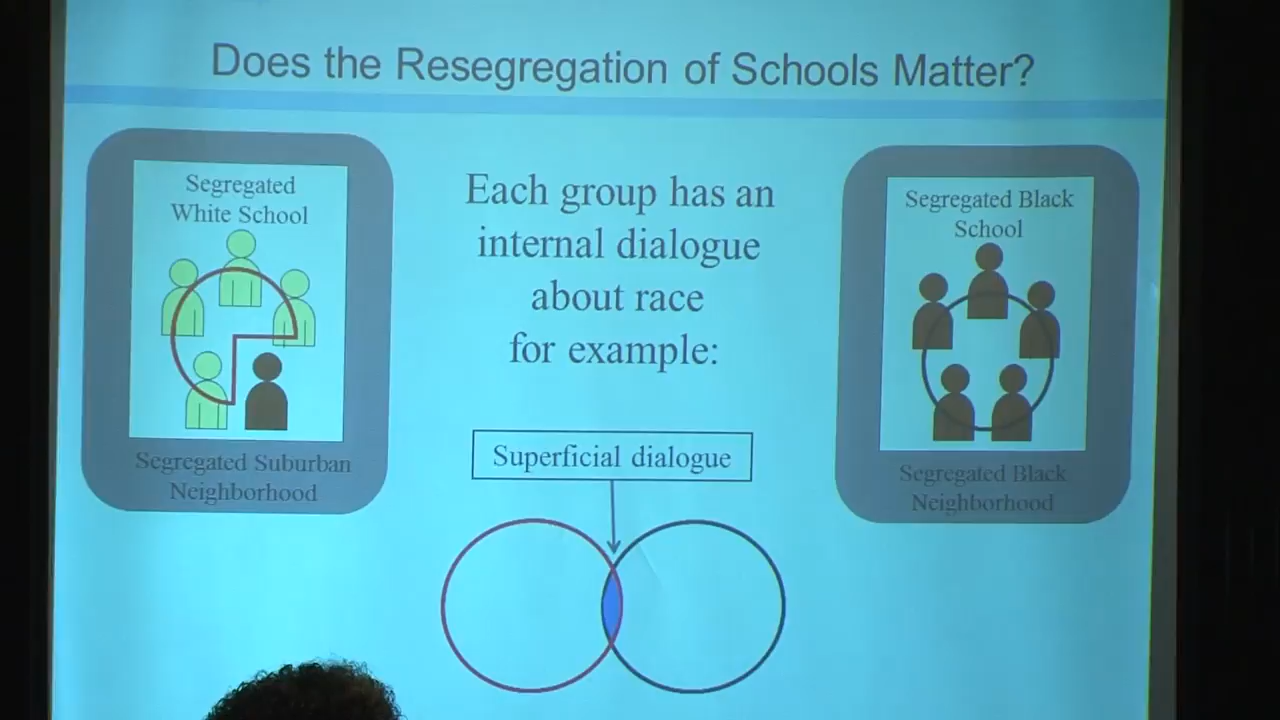 Does the Resegregation of Schools Matter?
Segregated
White School
Segregated Suburban
Neighborhood
Each group has an
internal dialogue
about race
for example:
Superficial dialogue
Segregated Black
School
Segregated Black
Neighborhood